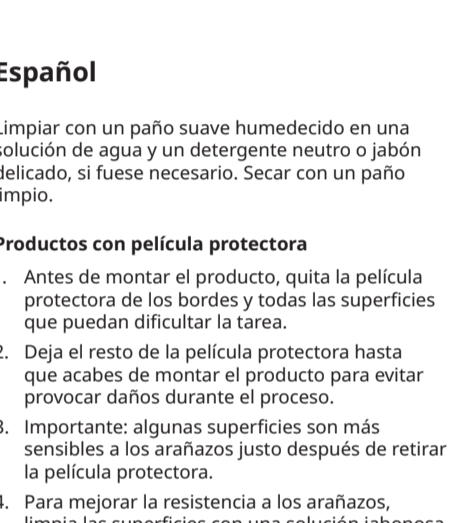 Español
Limpiar con un paño suave humedecido en una
solución de agua y un detergente neutro o jabón
delicado, si fuese necesario. Secar con un paño
limpio.
Productos con película protectora
1. Antes de montar el producto, quita la película
protectora de los bordes y todas las superficies
que puedan dificultar la tarea.
2. Deja el resto de la película protectora hasta
que acabes de montar el producto para evitar
provocar daños durante el proceso.
3. Importante: algunas superficies son más
sensibles a los arañazos justo después de retirar
la película protectora.
4. Para mejorar la resistencia a los arañazos,
limpia las superficies con una solución jabonosa